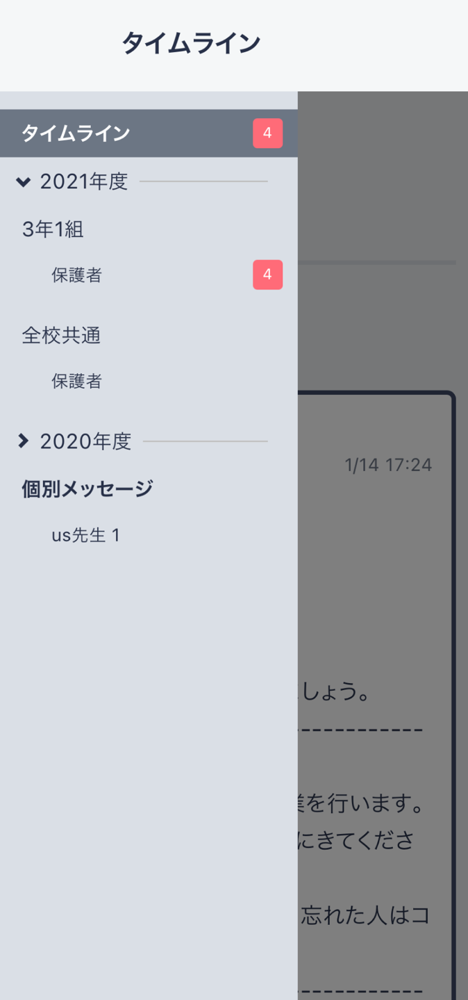 タイムライン
タイムライン 4
2021年度
3年1組
保護者 4
全校共通
保護者
2020年度
個別メッセージ
us先生 1
1/14 17:24
しょう。
------------
を行います。
にきてくださ
忘れた人はコ
------------